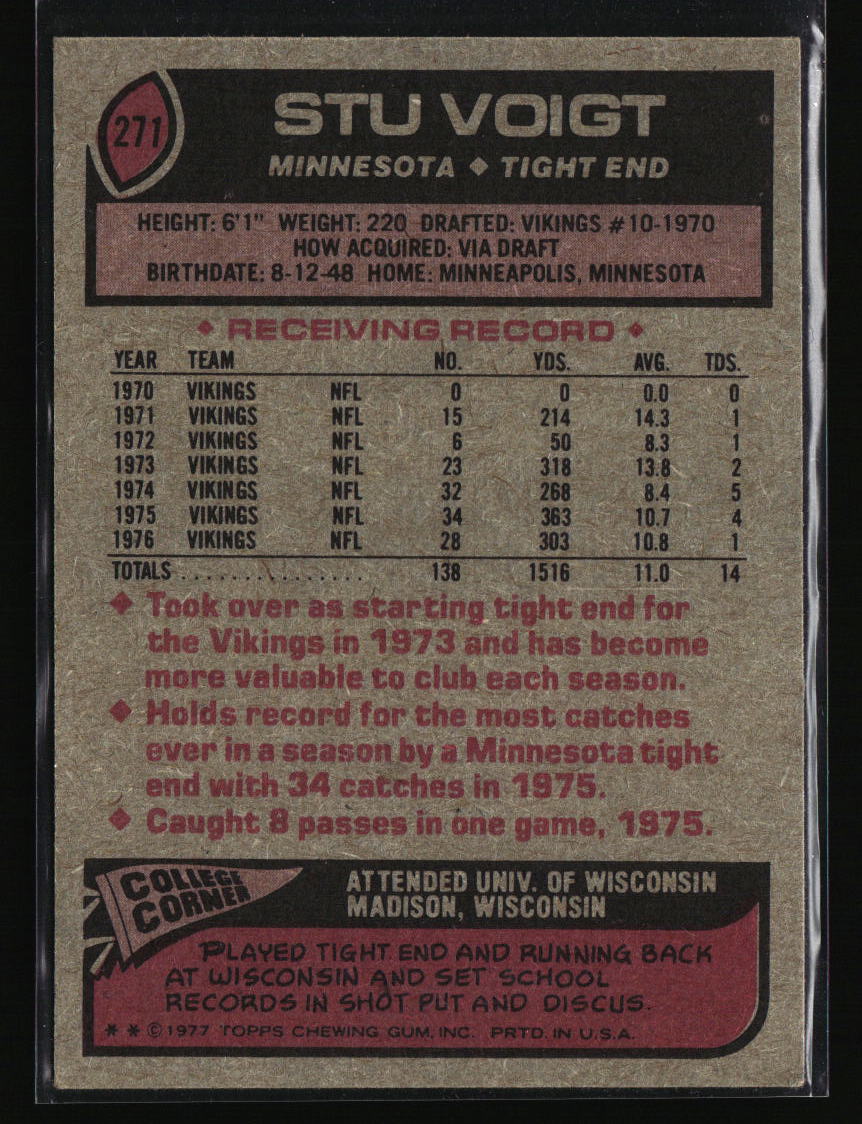 271
STU VOIGT
MINNESOTA ◆ TIGHT END
HEIGHT: 6'1" WEIGHT: 220 DRAFTED: VIKINGS #10-1970
HOW ACQUIRED: VIA DRAFT
BIRTHDATE: 8-12-48 HOME: MINNEAPOLIS, MINNESOTA
◆ RECEIVING RECORD ◆
YEAR TEAM NO. YDS. AVG. TDS.
1970 VIKINGS NFL 0 0 0.0 0
1971 VIKINGS NFL 15 214 14.3 1
1972 VIKINGS NFL 6 50 8.3 1
1973 VIKINGS NFL 23 318 13.8 2
1974 VIKINGS NFL 32 268 8.4 5
1975 VIKINGS NFL 34 363 10.7 4
1976 VIKINGS NFL 28 303 10.8 1
TOTALS . . . . . . . . . . . . . . . 138 1516 11.0 14
◆ Took over as starting tight end for
the Vikings in 1973 and has become
more valuable to club each season.
◆ Holds record for the most catches
ever in a season by a Minnesota tight
end with 34 catches in 1975.
◆ Caught 8 passes in one game, 1975.
COLLEGE
CORNER
ATTENDED UNIV. OF WISCONSIN
MADISON, WISCONSIN
PLAYED TIGHT END AND RUNNING BACK
AT WISCONSIN AND SET SCHOOL
RECORDS IN SHOT PUT AND DISCUS.
* * © 1977 TOPPS CHEWING GUM, INC. PRTD. IN U.S.A.